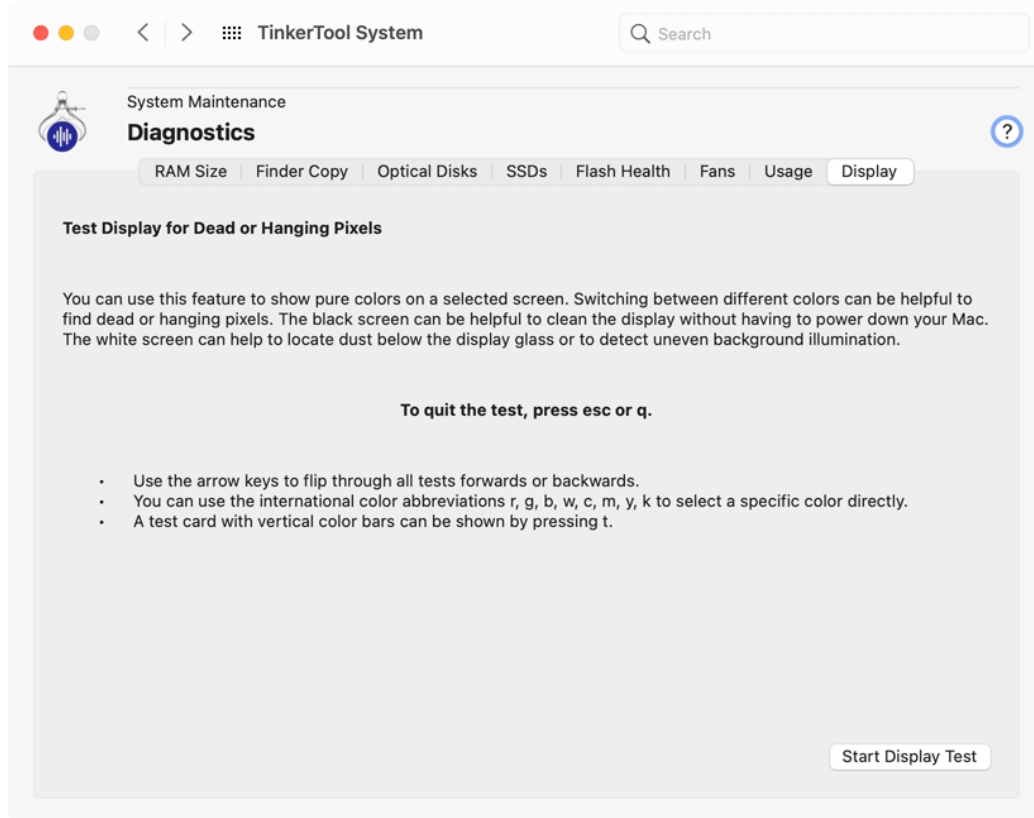 TinkerTool System
Search
System Maintenance
Diagnostics
?
RAM Size
Finder Copy
Optical Disks
SSDs
Flash Health
Fans
Usage
Display
Test Display for Dead or Hanging Pixels
You can use this feature to show pure colors on a selected screen. Switching between different colors can be helpful to
find dead or hanging pixels. The black screen can be helpful to clean the display without having to power down your Mac.
The white screen can help to locate dust below the display glass or to detect uneven background illumination.
To quit the test, press esc or q.
• Use the arrow keys to flip through all tests forwards or backwards.
• You can use the international color abbreviations r, g, b, w, c, m, y, k to select a specific color directly.
• A test card with vertical color bars can be shown by pressing t.
Start Display Test